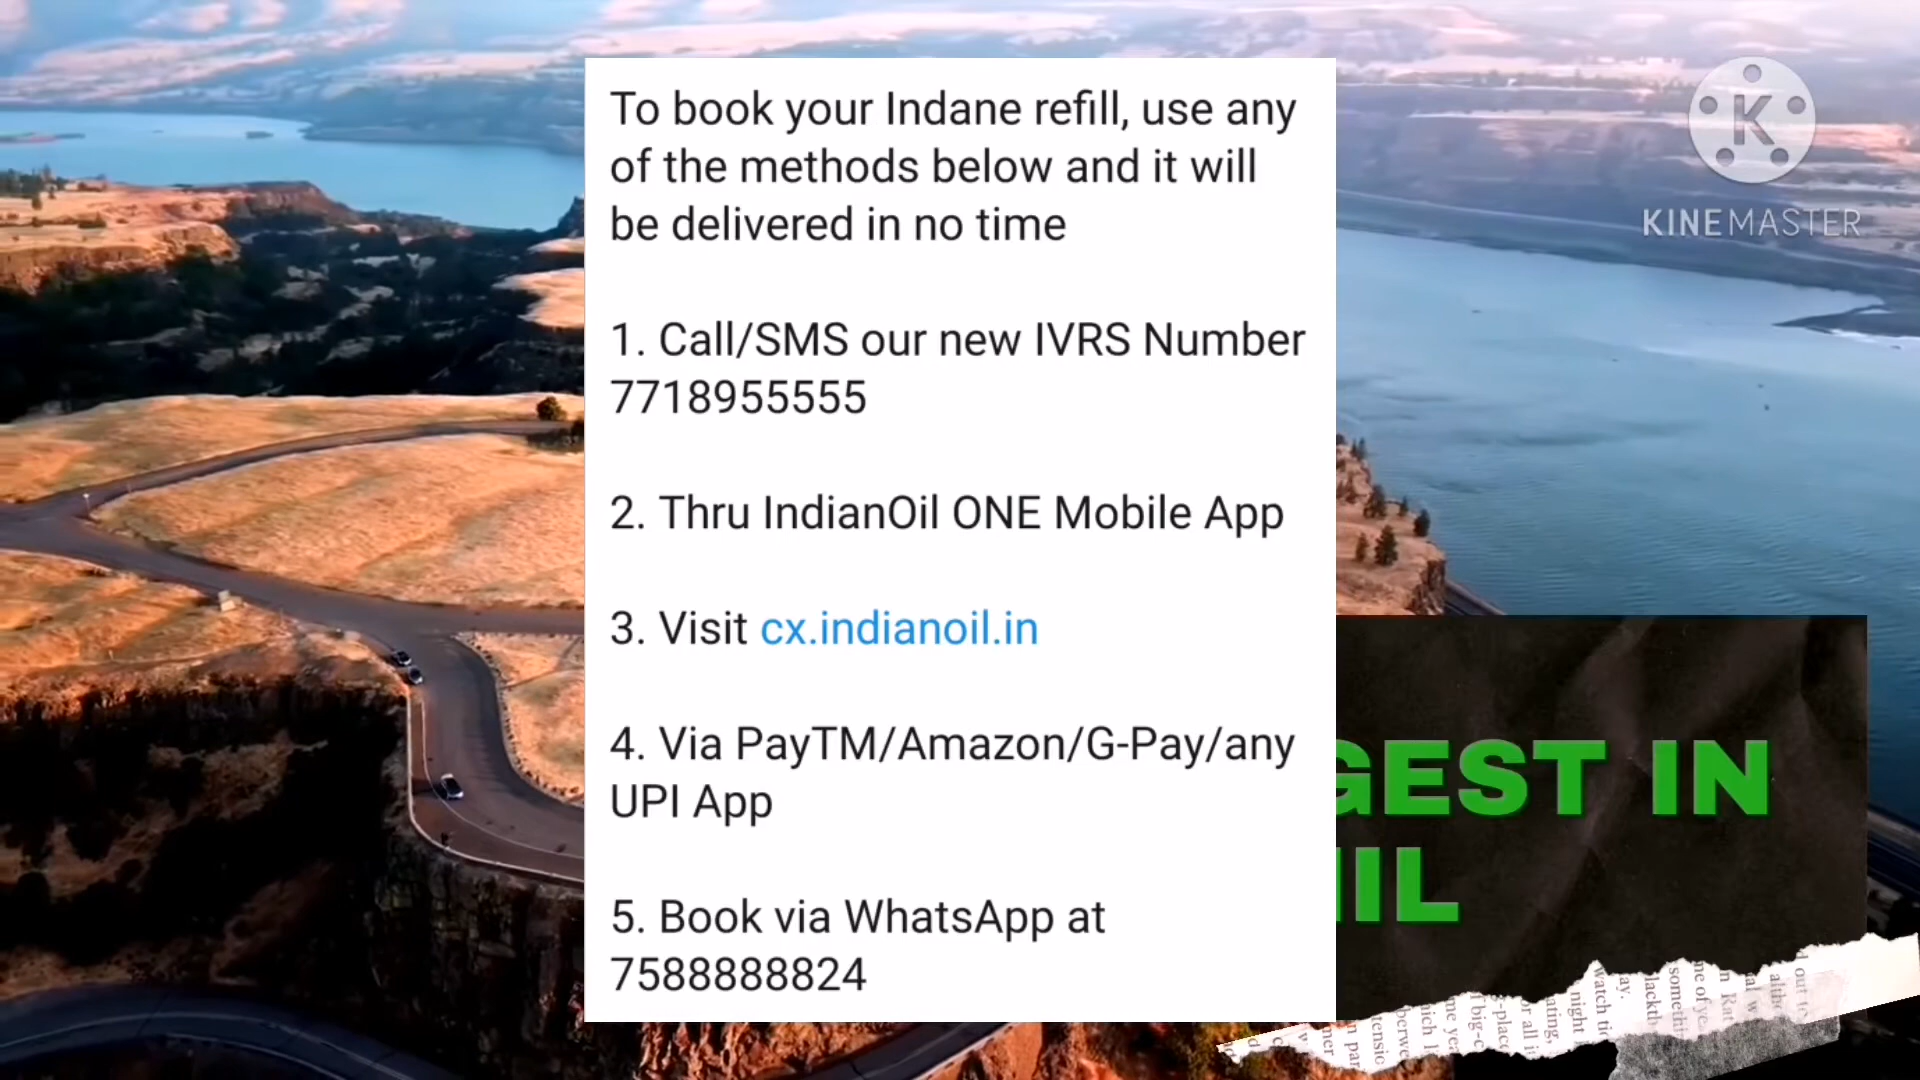 To book your Indane refill, use any
of the methods below and it will
be delivered in no time
1. Call/SMS our new IVRS Number
7718955555
2. Thru IndianOil ONE Mobile App
3. Visit cx.indianoil.in
4. Via PayTM/Amazon/G-Pay/any
UPI App
5. Book via WhatsApp at
7588888824
K
KINEMASTER
GEST IN
IL